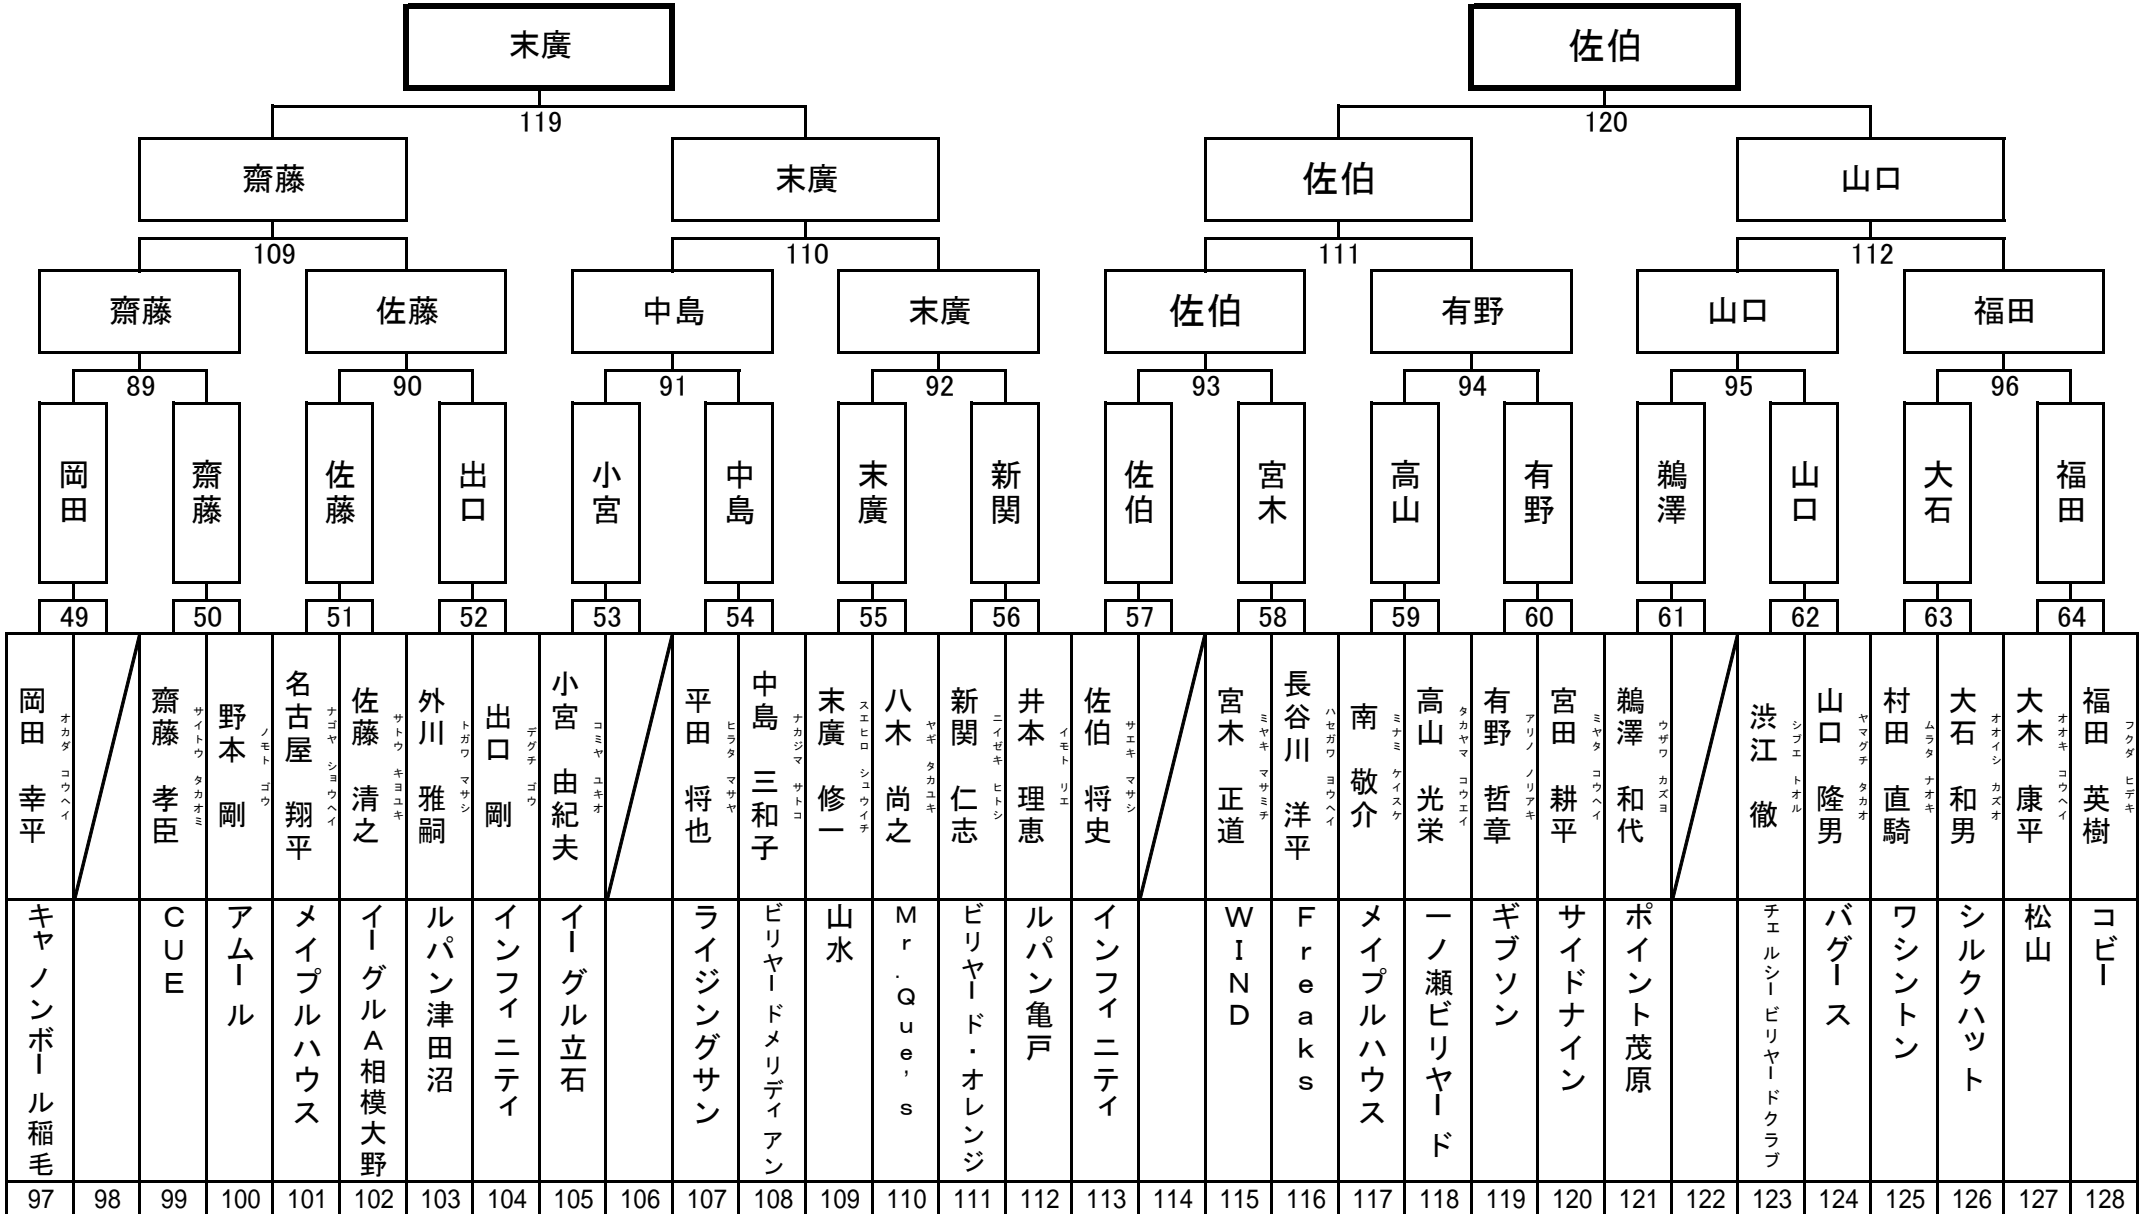 末廣
佐伯
119
120
齋藤
末廣
佐伯
山口
109
110
111
112
齋藤
佐藤
中島
末廣
佐伯
有野
山口
福田
89
90
91
92
93
94
95
96
岡田
齋藤
佐藤
出口
小宮
中島
末廣
新関
佐伯
宮木
高山
有野
鵜澤
山口
大石
福田
49
50
51
52
53
54
55
56
57
58
59
60
61
62
63
64
岡田 幸平
オカダ コウヘイ
齋藤 孝臣
サイトウ タカオミ
野本 剛
ノモト ゴウ
名古屋 翔平
ナゴヤ ショウヘイ
佐藤 清之
サトウ キヨユキ
外川 雅嗣
トガワ マサシ
出口 剛
デグチ ゴウ
小宮 由紀夫
コミヤ ユキオ
平田 将也
ヒラタ マサヤ
中島 三和子
ナカジマ サトコ
末廣 修一
スエヒロ シュウイチ
八木 尚之
ヤギ タカユキ
新関 仁志
ニイゼキ ヒトシ
井本 理恵
イモト リエ
佐伯 将史
サエキ マサシ
宮木 正道
ミヤキ マサミチ
長谷川 洋平
ハセガワ ヨウヘイ
南 敬介
ミナミ ケイスケ
高山 光栄
タカヤマ コウエイ
有野 哲章
アリノ ノリアキ
宮田 耕平
ミヤタ コウヘイ
鵜澤 和代
ウザワ カズヨ
渋江 徹
シブエ トオル
山口 隆男
ヤマグチ タカオ
村田 直騎
ムラタ ナオキ
大石 和男
オオイシ カズオ
大木 康平
オオキ コウヘイ
福田 英樹
フクダ ヒデキ
キャノンボール稲毛
CUE
アムール
メイプルハウス
イーグルA相模大野
ルパン津田沼
インフィニティ
イーグル立石
ライジングサン
ビリヤードメリディアン
山水
Mr.Que's
ビリヤード・オレンジ
ルパン亀戸
インフィニティ
WIND
Freaks
メイプルハウス
一ノ瀬ビリヤード
ギブソン
サイドナイン
ポイント茂原
チェルシービリヤードクラブ
バグース
ワシントン
シルクハット
松山
コビー
97
98
99
100
101
102
103
104
105
106
107
108
109
110
111
112
113
114
115
116
117
118
119
120
121
122
123
124
125
126
127
128